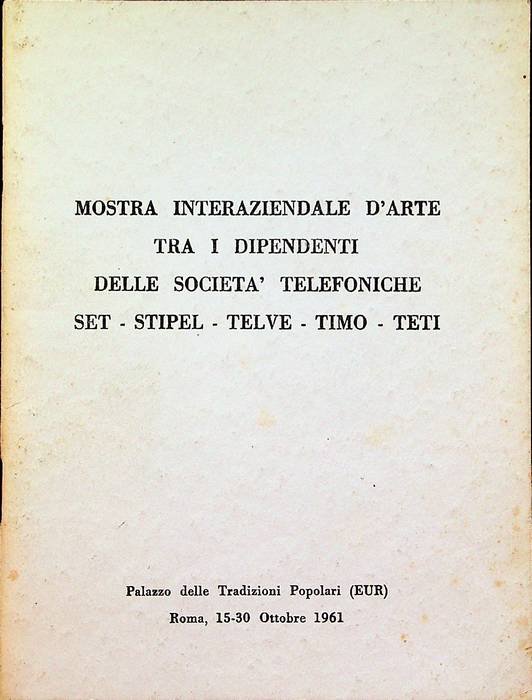 MOSTRA INTERAZIENDALE D'ARTE
TRA I DIPENDENTI
DELLE SOCIETA' TELEFONICHE
SET - STIPEL - TELVE - TIMO - TETI
Palazzo delle Tradizioni Popolari (EUR)
Roma, 15-30 Ottobre 1961